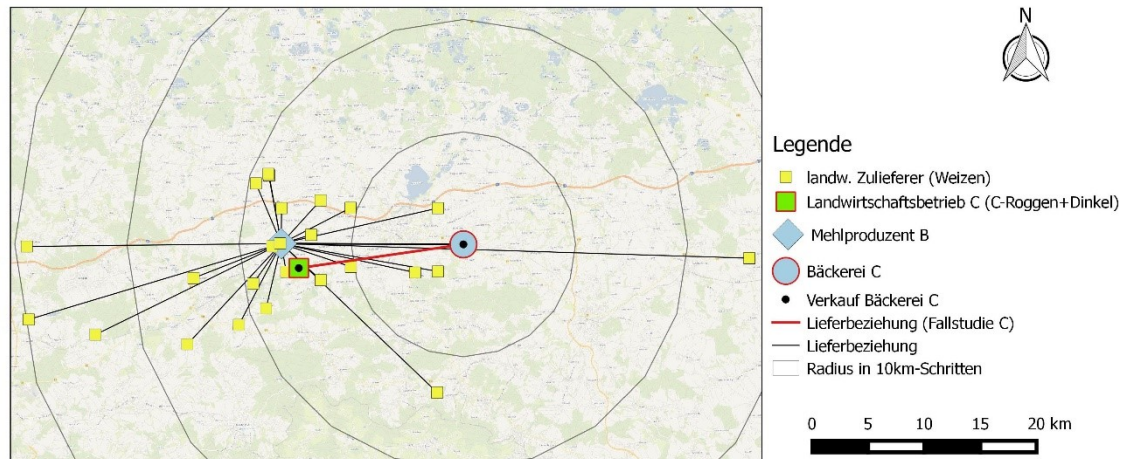 N
Legende
landw. Zulieferer (Weizen)
Landwirtschaftsbetrieb C (C-Roggen+Dinkel)
Mehlproduzent B
Bäckerei C
Verkauf Bäckerei C
Lieferbeziehung (Fallstudie C)
Lieferbeziehung
Radius in 10km-Schritten
0 5 10 15 20 km